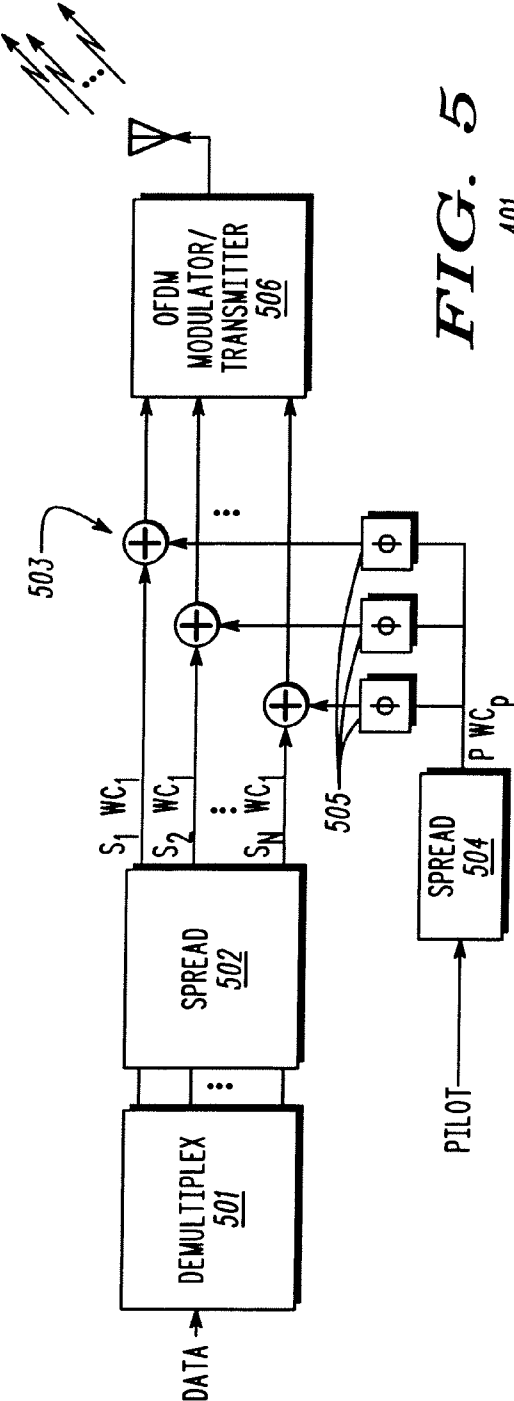 DATA
DEMULTIPLEX
501
SPREAD
502
S1 WC1
S2 WC1
SN WC1
503
OFDM
MODULATOR/
TRANSMITTER
506
Φ
Φ
Φ
505
PILOT
SPREAD
504
P WCp
FIG. 5
401